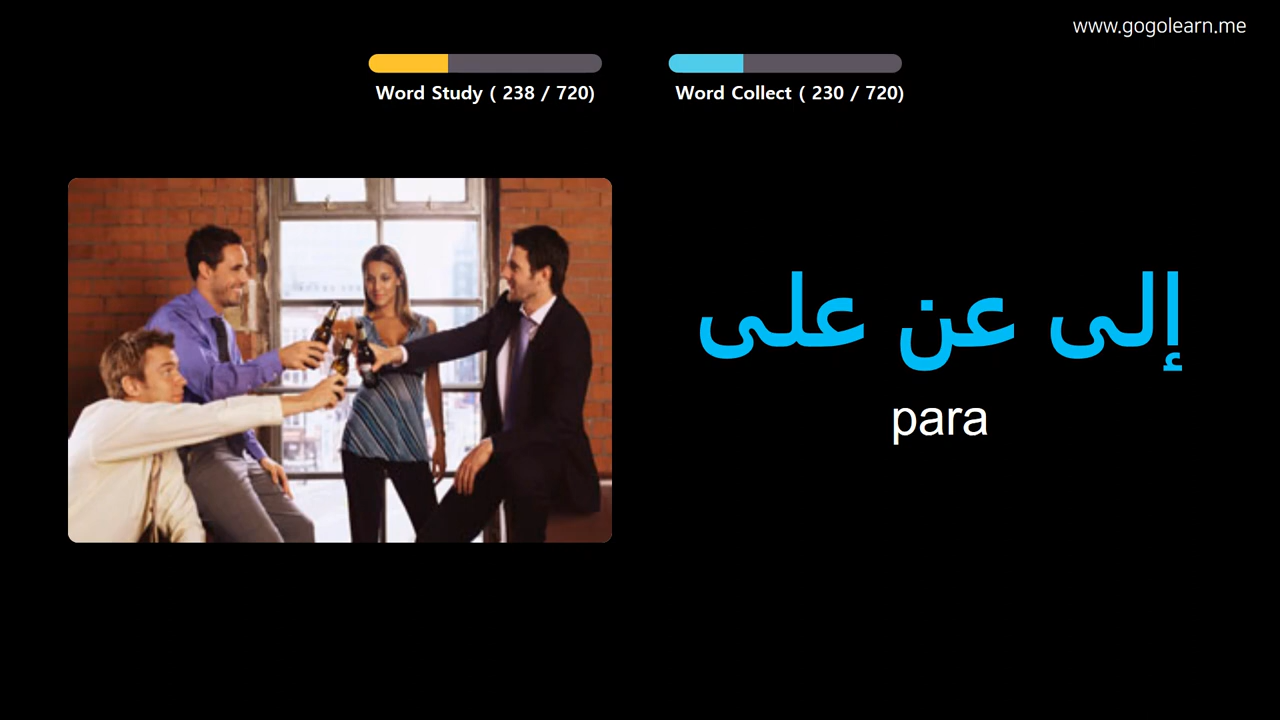 www.gogolearn.me
Word Study ( 238 / 720)
Word Collect ( 230 / 720)
إلى عن على
para